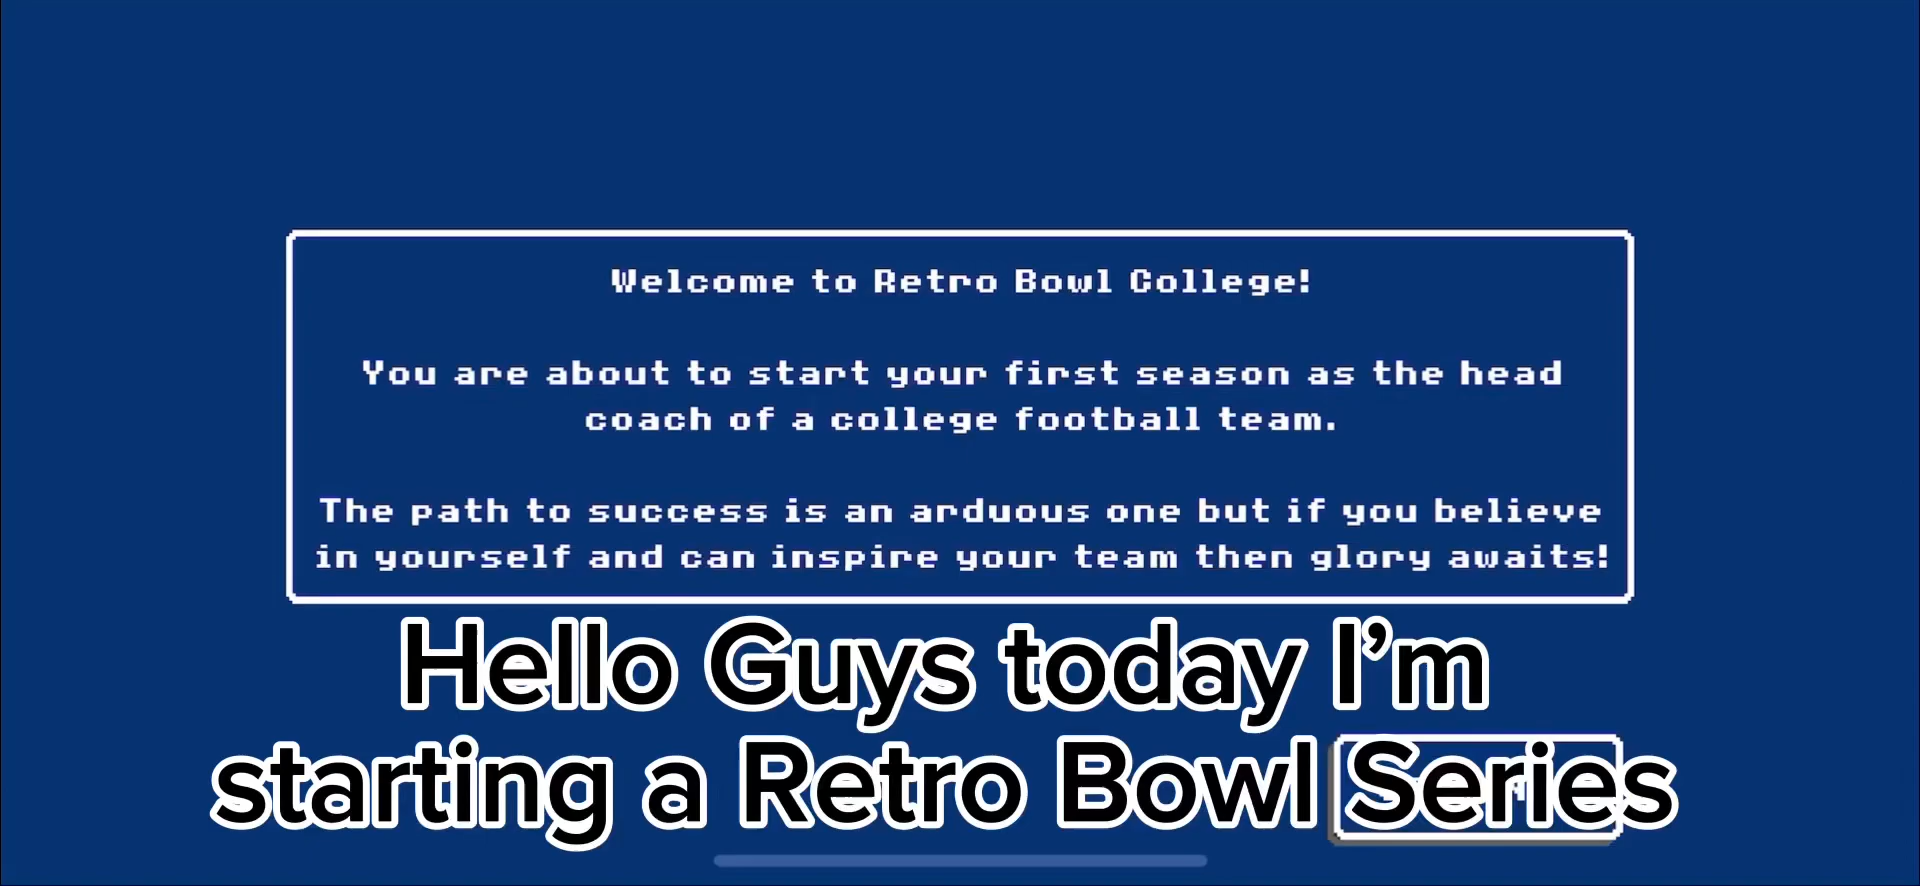 Welcome to Retro Bowl College!
You are about to start your first season as the head
coach of a college football team.
The path to success is an arduous one but if you believe
in yourself and can inspire your team then glory awaits!
Hello Guys today I’m
starting a Retro Bowl Series